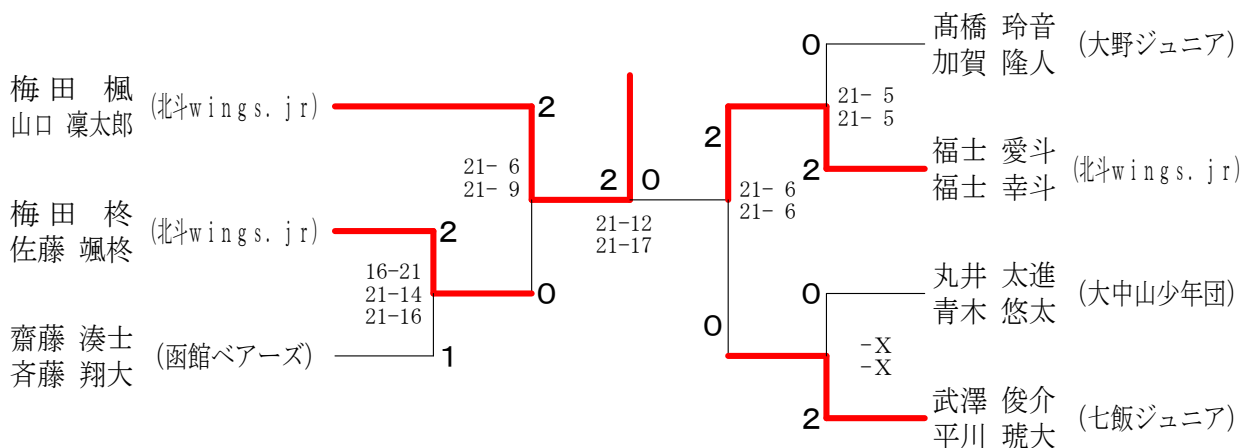 梅田 楓
山口 凜太郎
(北斗wings.jr)
2
21- 6
21- 9
梅田 柊
佐藤 颯柊
(北斗wings.jr)
2
16-21
21-14
21-16
0
齋藤 湊士
斉藤 翔大
(函館ベアーズ)
1
2 0
21-12
21-17
髙橋 玲音
加賀 隆人
(大野ジュニア)
0
21- 5
21- 5
2
福士 愛斗
福士 幸斗
(北斗wings.jr)
2
21- 6
21- 6
丸井 太進
青木 悠太
(大中山少年団)
0
0
-X
-X
武澤 俊介
平川 琥大
(七飯ジュニア)
2